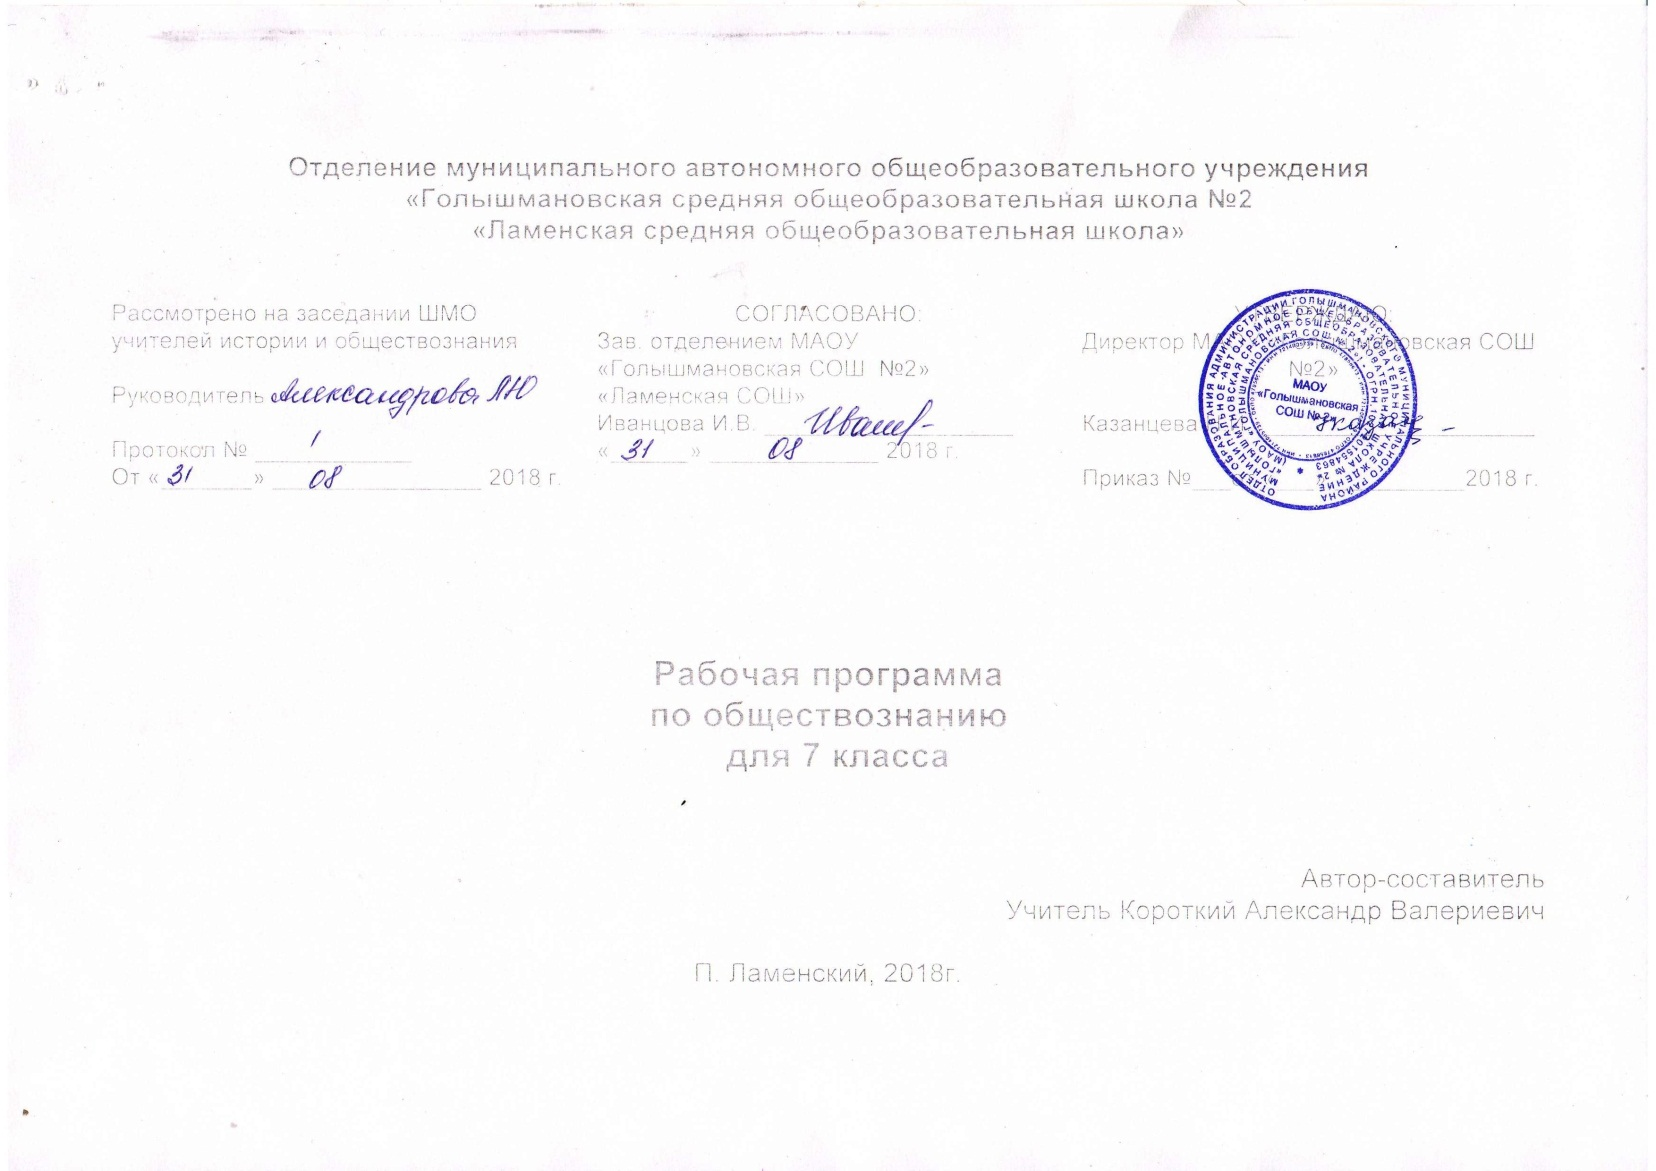 Отделение муниципального автономного общеобразовательного учреждения
«Голышмановская средняя общеобразовательная школа №2
«Ламенская средняя общеобразовательная школа»
Рассмотрено на заседании ШМО
учителей истории и обществознания
Руководитель Александрова ЛЮ
Протокол № 1
От « 31 » 08 2018 г.
СОГЛАСОВАНО:
Зав. отделением МАОУ
«Голышмановская СОШ №2»
«Ламенская СОШ»
Иванцова И.В.
« 31 » 08 2018 г.
Директор
№2»
Казанцева
Приказ № 2018 г.
МАОУ
«Голышмановская
СОШ № 2»
Рабочая программа
по обществознанию
для 7 класса
Автор-составитель
Учитель Короткий Александр Валериевич
П. Ламенский, 2018г.